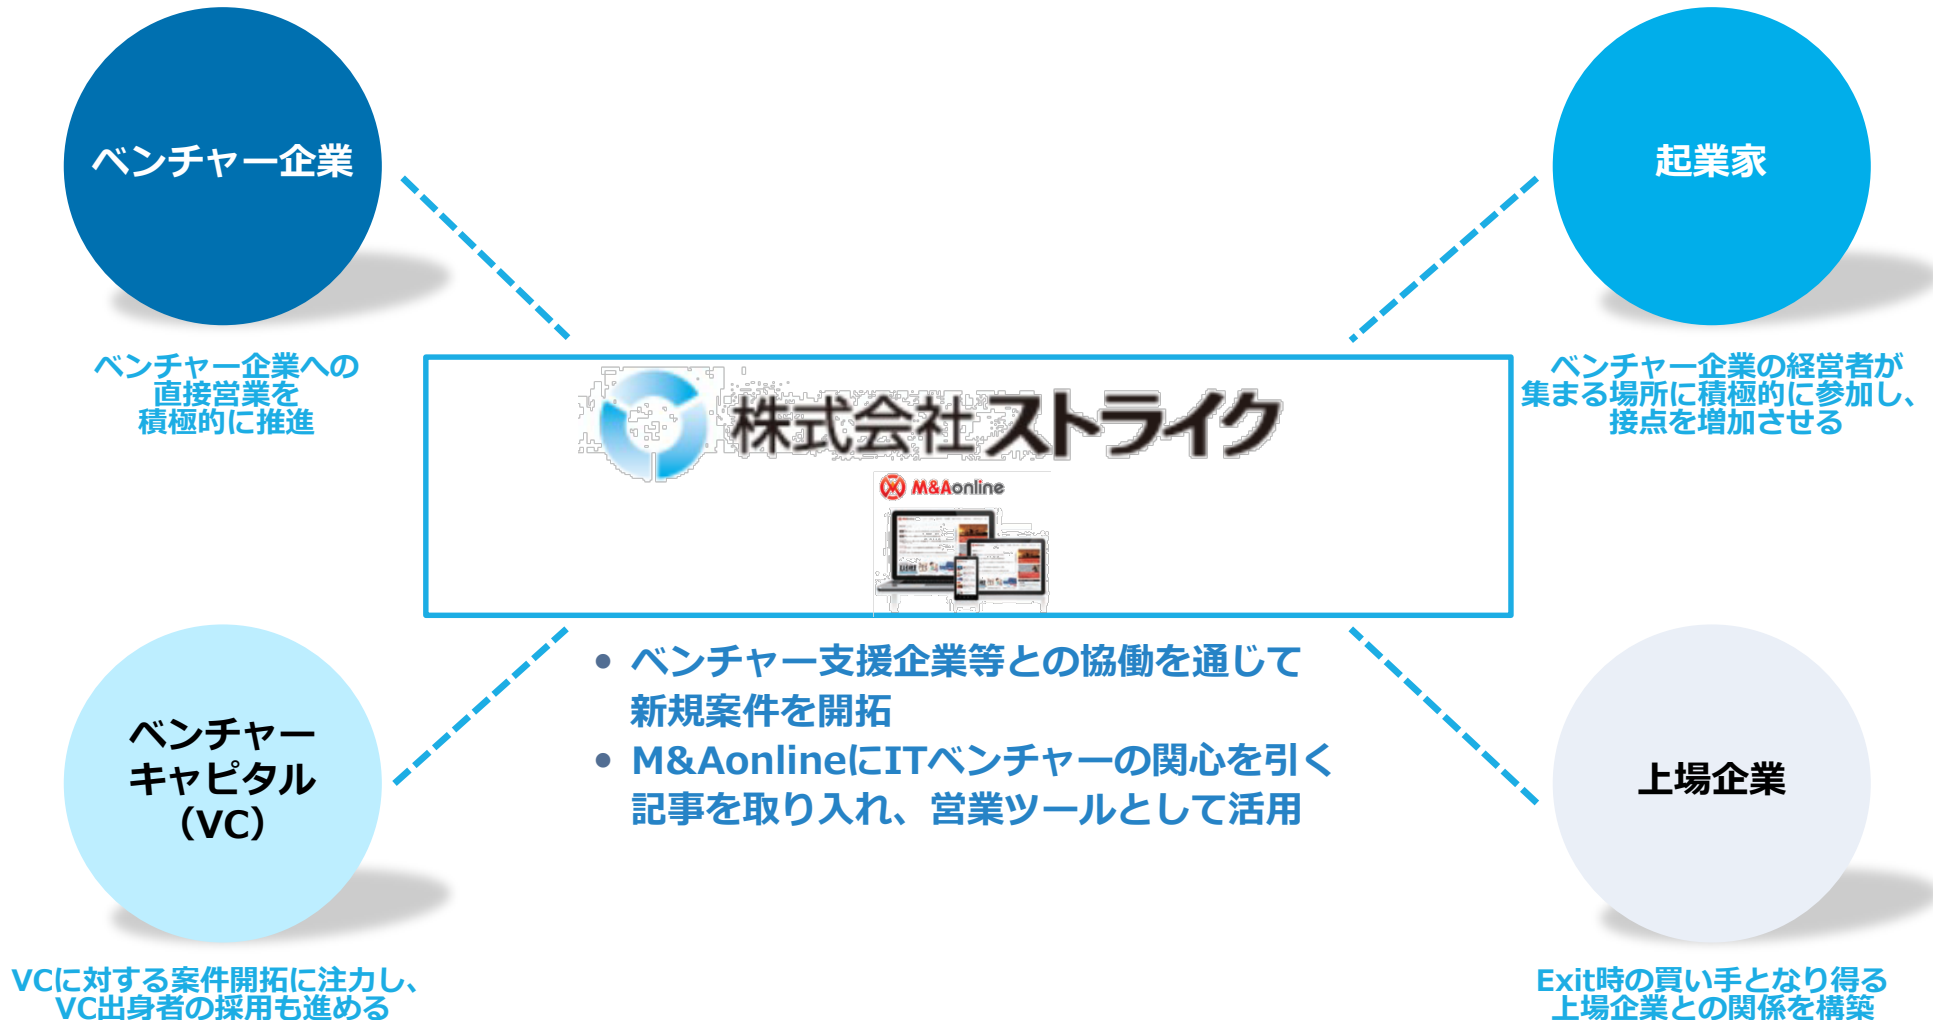 ベンチャー企業
ベンチャー企業への
直接営業を
積極的に推進
起業家
ベンチャー企業の経営者が
集まる場所に積極的に参加し、
接点を増加させる
株式会社ストライク
M&Aonline
• ベンチャー支援企業等との協働を通じて
新規案件を開拓
• M&AonlineにITベンチャーの関心を引く
記事を取り入れ、営業ツールとして活用
ベンチャー
キャピタル
（VC）
VCに対する案件開拓に注力し、
VC出身者の採用も進める
上場企業
Exit時の買い手となり得る
上場企業との関係を構築